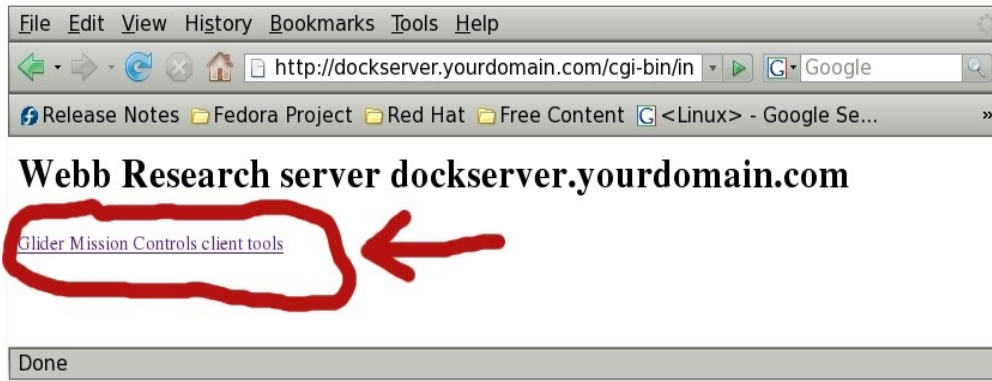 File Edit View History Bookmarks Tools Help
http://dockserver.yourdomain.com/cgi-bin/in G Google
Release Notes Fedora Project Red Hat Free Content G <Linux> - Google Se... »
Webb Research server dockserver.yourdomain.com
Glider Mission Controls client tools
Done